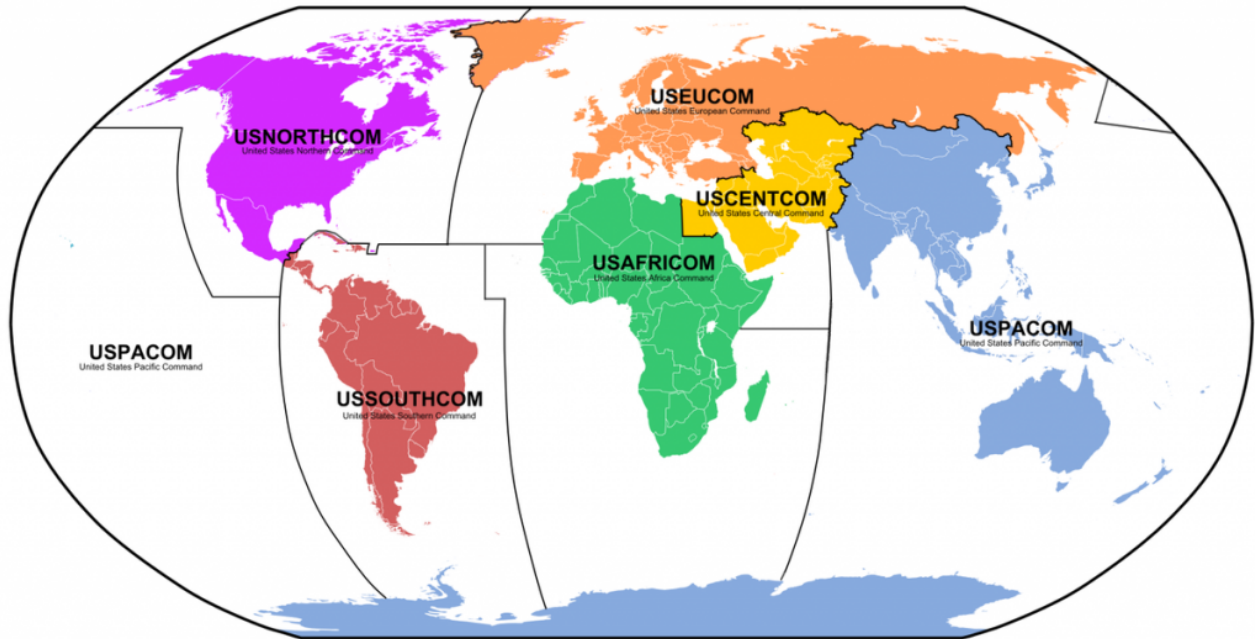 USNORTHCOM
United States Northern Command
USEUCOM
United States European Command
USCENTCOM
United States Central Command
USAFRICOM
United States Africa Command
USPACOM
United States Pacific Command
USPACOM
United States Pacific Command
USSOUTHCOM
United States Southern Command